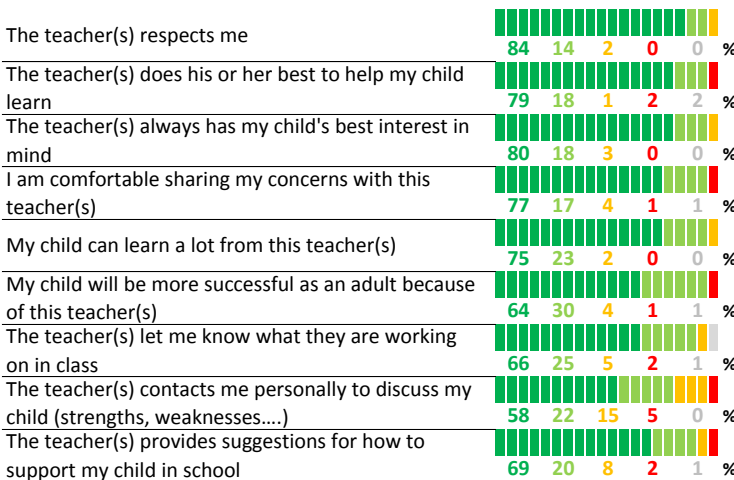 The teacher(s) respects me
84 14 2 0 0 %
The teacher(s) does his or her best to help my child
learn
79 18 1 2 2 %
The teacher(s) always has my child's best interest in
mind
80 18 3 0 0 %
I am comfortable sharing my concerns with this
teacher(s)
77 17 4 1 1 %
My child can learn a lot from this teacher(s)
75 23 2 0 0 %
My child will be more successful as an adult because
of this teacher(s)
64 30 4 1 1 %
The teacher(s) let me know what they are working
on in class
66 25 5 2 1 %
The teacher(s) contacts me personally to discuss my
child (strengths, weaknesses....)
58 22 15 5 0 %
The teacher(s) provides suggestions for how to
support my child in school
69 20 8 2 1 %